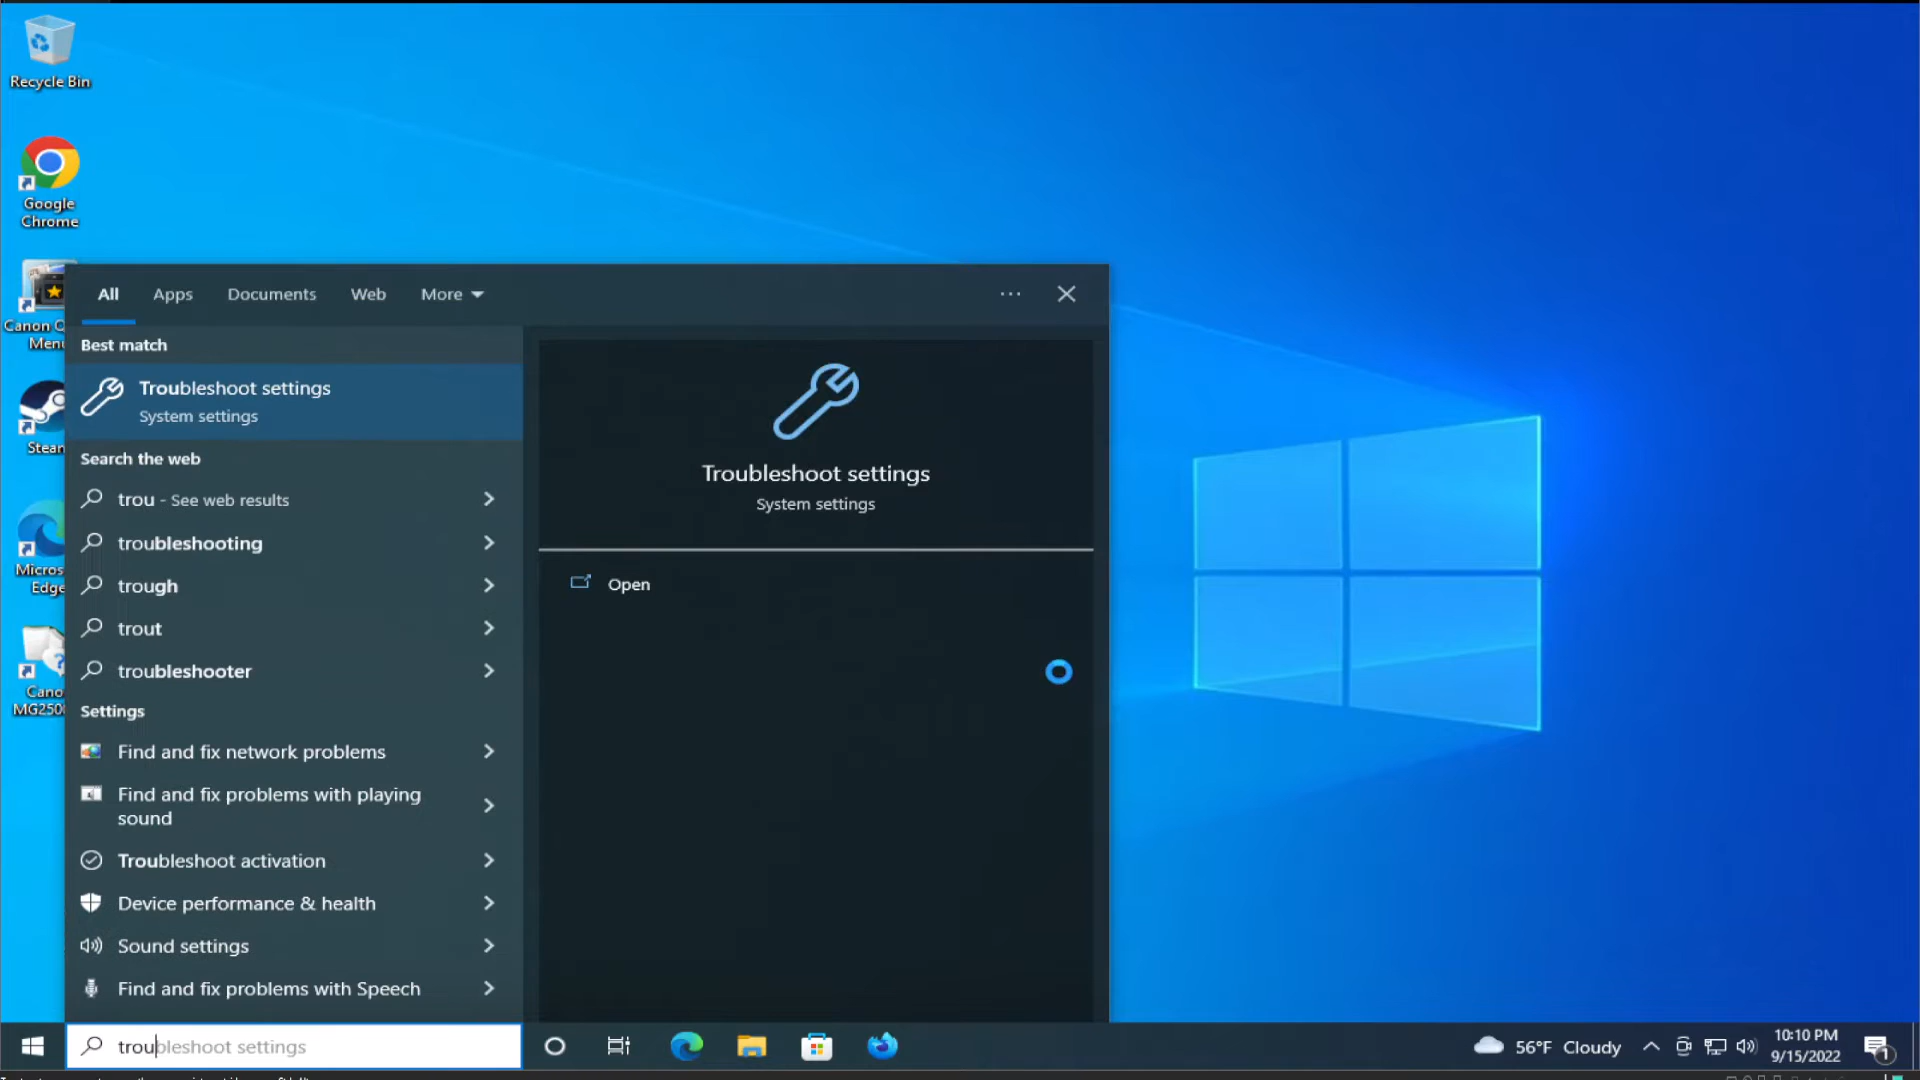 Recycle Bin
Google
Chrome
Canon
Menu
Steam
Micros
Edge
Cano
MG250
All
Apps
Documents
Web
More
Best match
Troubleshoot settings
System settings
Search the web
trou - See web results
troubleshooting
trough
trout
troubleshooter
Settings
Find and fix network problems
Find and fix problems with playing
sound
Troubleshoot activation
Device performance & health
Sound settings
Find and fix problems with Speech
Troubleshoot settings
System settings
Open
troubleshoot settings
56°F Cloudy
10:10 PM
9/15/2022
1